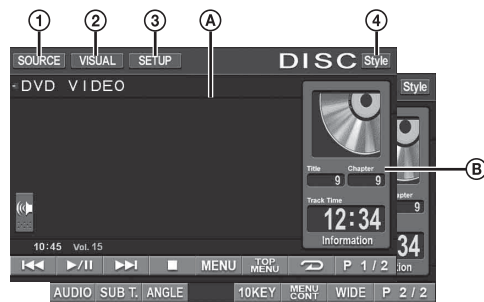 1 2 3 A 4
SOURCE VISUAL SETUP DISC Style
DVD VIDEO
Style
Title Chapter
9 9
B
Track Time
12:34
Information
10:45 Vol. 15
MENU TOP MENU P 1/2
apter
9
34
tion
AUDIO SUB T. ANGLE 10KEY MENU CONT WIDE P 2/2